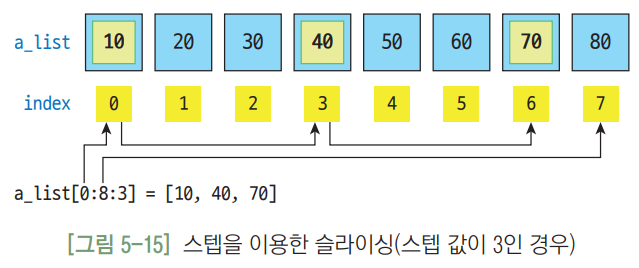 a_list 10 20 30 40 50 60 70 80
index 0 1 2 3 4 5 6 7
a_list[0:8:3] = [10, 40, 70]
[그림 5-15] 스텝을 이용한 슬라이싱(스텝 값이 3인 경우)